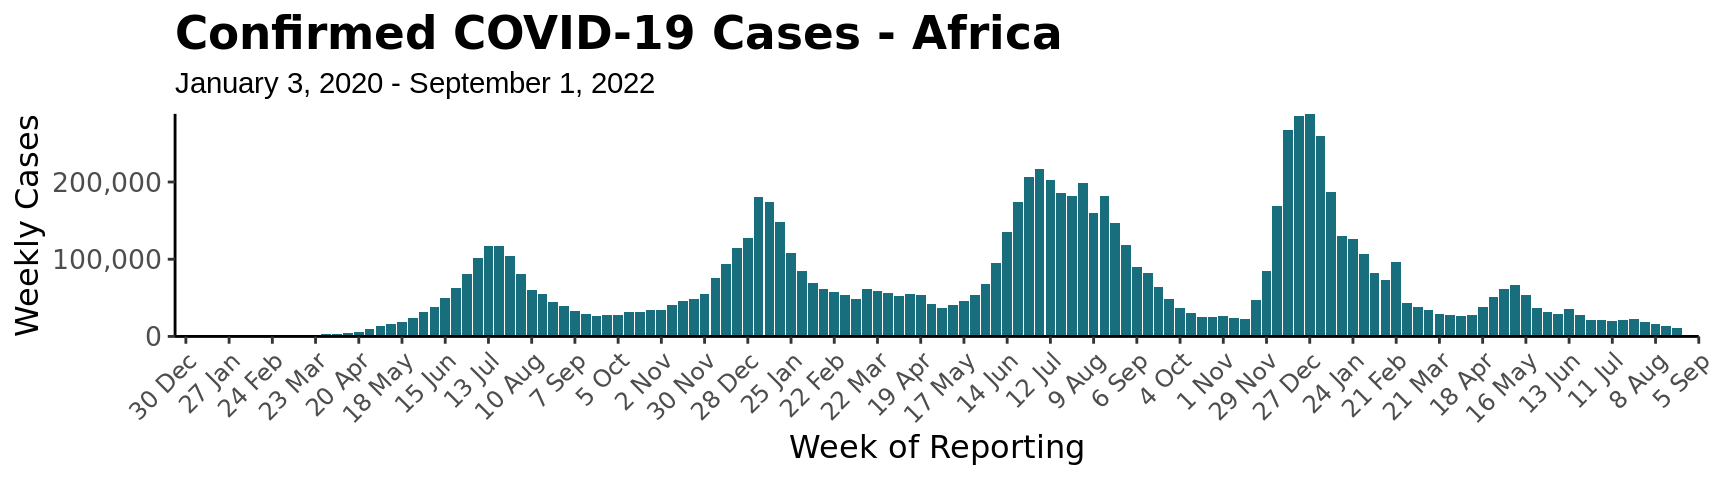 Confirmed COVID-19 Cases - Africa
January 3, 2020 - September 1, 2022
Weekly Cases
200,000
100,000
0
30 Dec
27 Jan
24 Feb
23 Mar
20 Apr
18 May
15 Jun
13 Jul
10 Aug
7 Sep
5 Oct
2 Nov
30 Nov
28 Dec
25 Jan
22 Feb
22 Mar
19 Apr
17 May
14 Jun
12 Jul
9 Aug
6 Sep
4 Oct
1 Nov
29 Nov
27 Dec
24 Jan
21 Feb
21 Mar
18 Apr
16 May
13 Jun
11 Jul
8 Aug
5 Sep
Week of Reporting